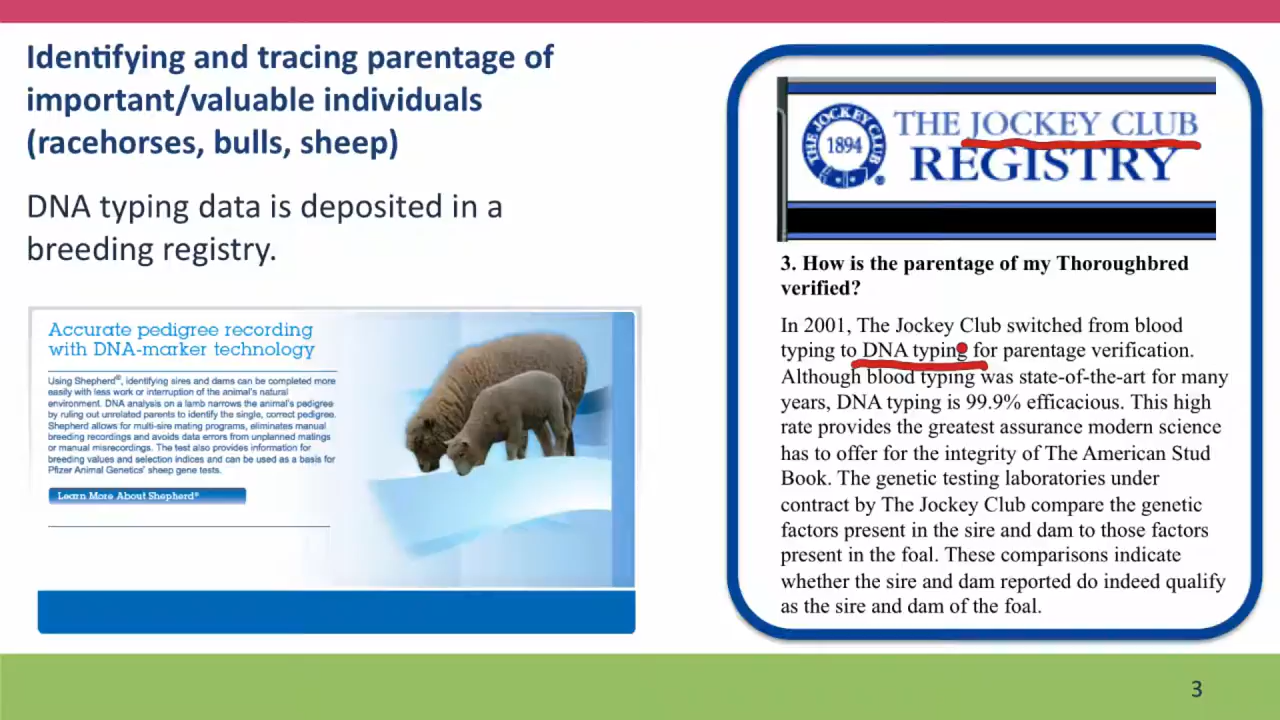 Identifying and tracing parentage of
important/valuable individuals
(racehorses, bulls, sheep)
DNA typing data is deposited in a
breeding registry.
Accurate pedigree recording
with DNA-marker technology
Using Shepherd®, identifying sires and dams can be completed more
easily with less work or interruption of the animal's natural
environment. DNA analysis on a lamb narrows the animal's pedigree
by ruling out unrelated parents to identify the single, correct pedigree.
Shepherd allows for multi-sire mating programs, eliminates manual
breeding recordings and avoids data errors from unplanned matings
or manual misrecordings. The test also provides information for
breeding values and selection indices and can be used as a basis for
Pfizer Animal Genetics' sheep gene tests.
Learn More About Shepherd®
THE JOCKEY CLUB
1894
®
THE JOCKEY CLUB
REGISTRY
3. How is the parentage of my Thoroughbred
verified?
In 2001, The Jockey Club switched from blood
typing to DNA typing for parentage verification.
Although blood typing was state-of-the-art for many
years, DNA typing is 99.9% efficacious. This high
rate provides the greatest assurance modern science
has to offer for the integrity of The American Stud
Book. The genetic testing laboratories under
contract by The Jockey Club compare the genetic
factors present in the sire and dam to those factors
present in the foal. These comparisons indicate
whether the sire and dam reported do indeed qualify
as the sire and dam of the foal.
3